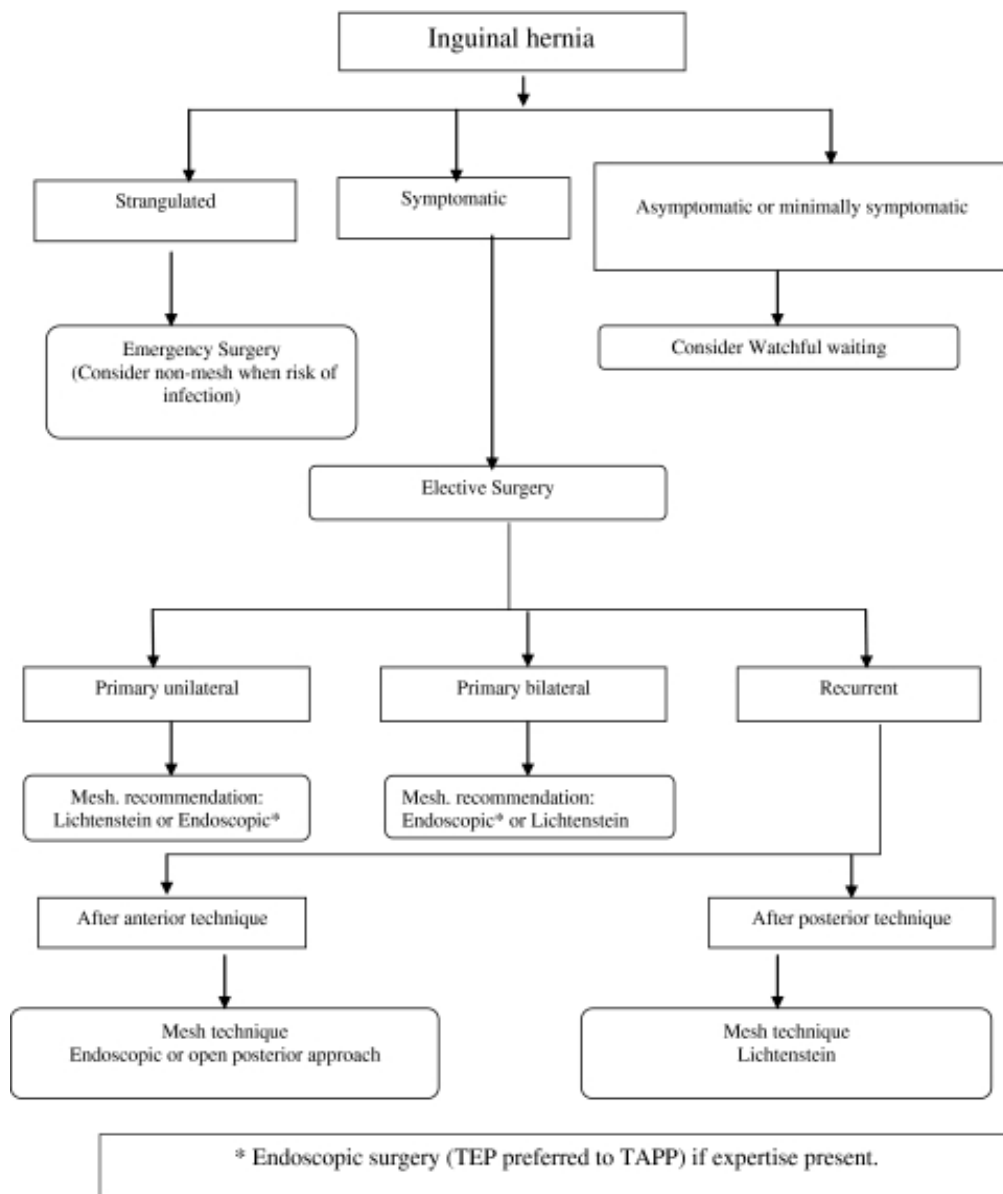 Inguinal hernia
Strangulated
Symptomatic
Asymptomatic or minimally symptomatic
Emergency Surgery
(Consider non-mesh when risk of
infection)
Consider Watchful waiting
Elective Surgery
Primary unilateral
Primary bilateral
Recurrent
Mesh. recommendation:
Lichtenstein or Endoscopic*
Mesh. recommendation:
Endoscopic* or Lichtenstein
After anterior technique
After posterior technique
Mesh technique
Endoscopic or open posterior approach
Mesh technique
Lichtenstein
* Endoscopic surgery (TEP preferred to TAPP) if expertise present.